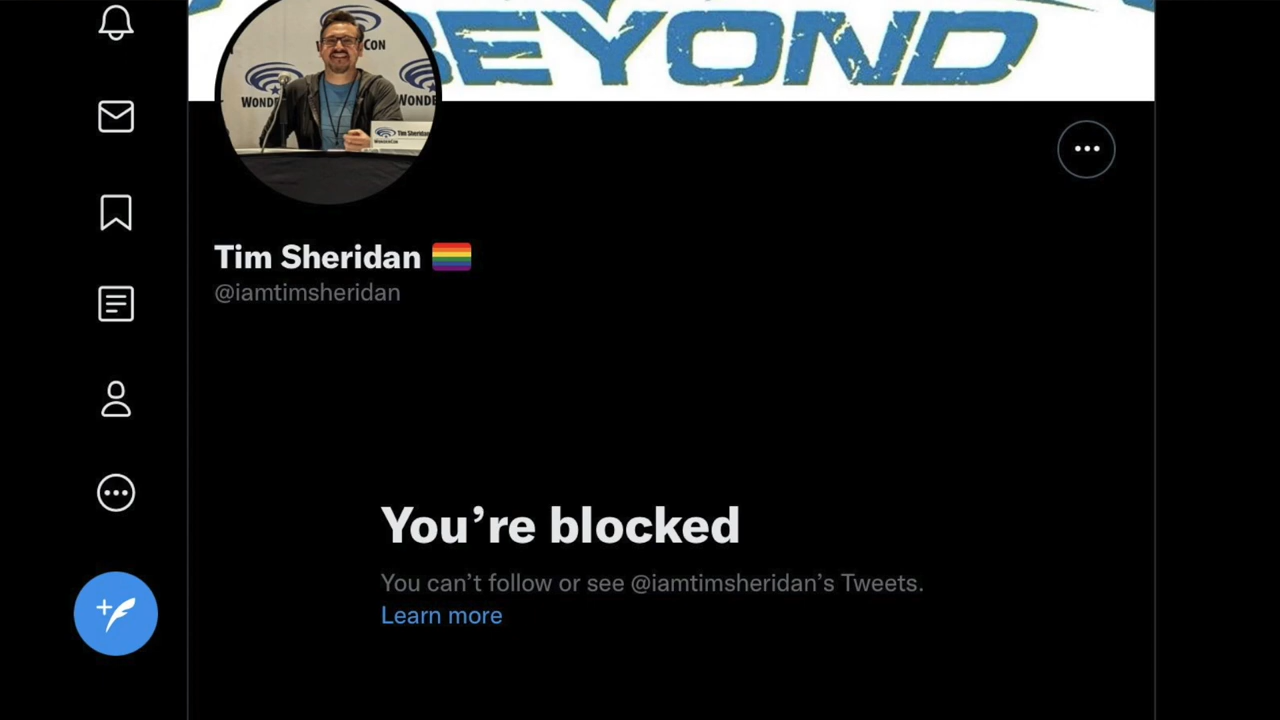 BEYOND
Tim Sheridan
@iamtimsheridan
You’re blocked
You can’t follow or see @iamtimsheridan’s Tweets.
Learn more